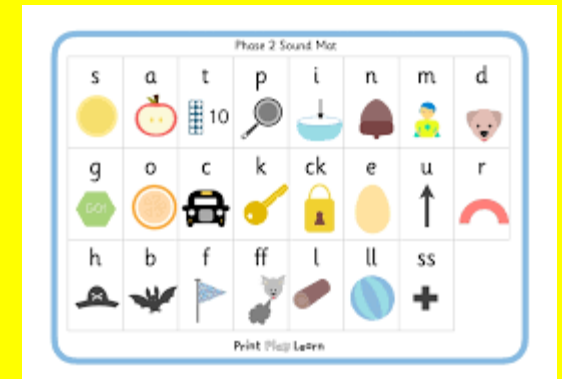 Phase 2 Sound Mat
s a t p i n m d
10
g o c k ck e u r
GO!
h b f ff l ll ss
Print Play Learn